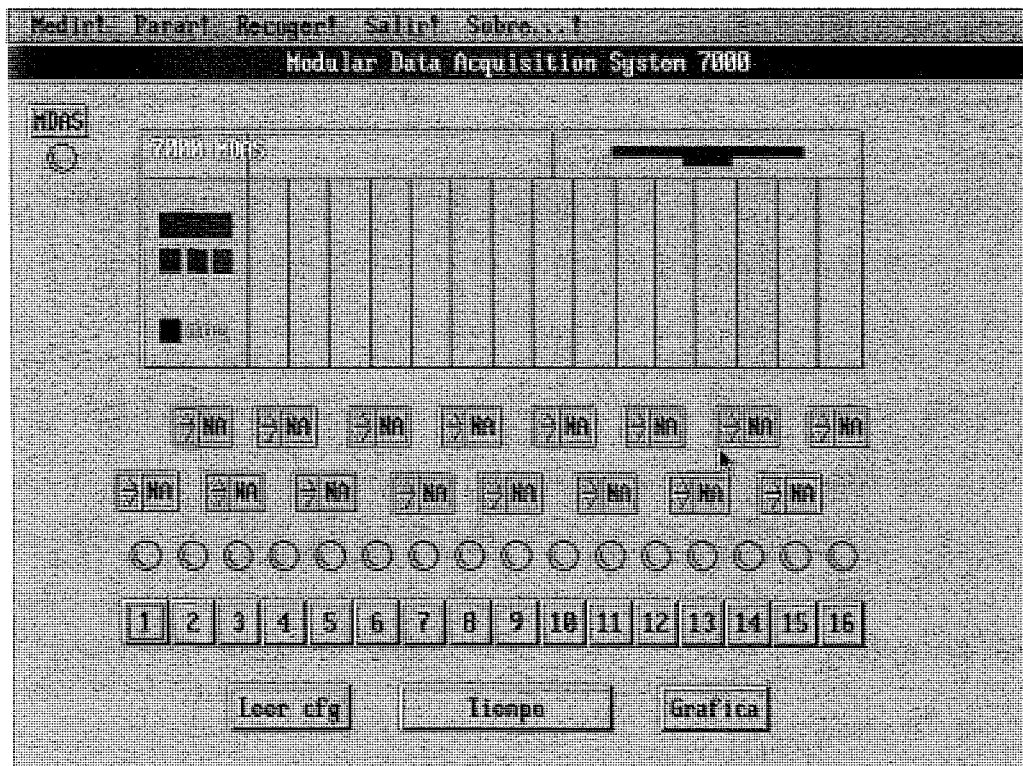 Medir! Parar! Recuger! Salir! Sobre...!
Modular Data Acquisition System 7000
MDAS
7000 MDAS
NA NA NA NA NA NA NA NA
NA NA NA NA NA NA NA NA
1 2 3 4 5 6 7 8 9 10 11 12 13 14 15 16
Leer cfg Tiempo Grafica